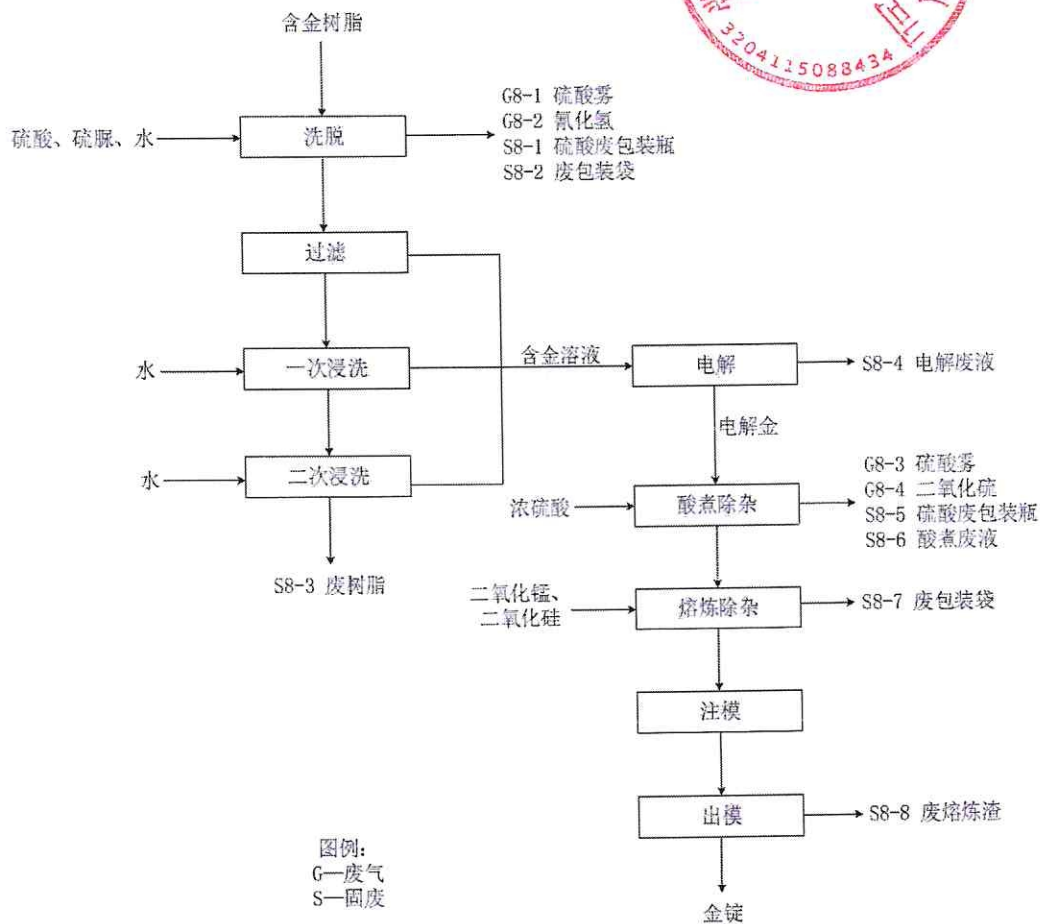 3204115088434
含金树脂
硫酸、硫脲、水
洗脱
G8-1 硫酸雾
G8-2 氰化氢
S8-1 硫酸废包装瓶
S8-2 废包装袋
过滤
水
一次浸洗
含金溶液
电解
S8-4 电解废液
电解金
水
二次浸洗
S8-3 废树脂
浓硫酸
酸煮除杂
G8-3 硫酸雾
G8-4 二氧化硫
S8-5 硫酸废包装瓶
S8-6 酸煮废液
二氧化锰、
二氧化硅
熔炼除杂
S8-7 废包装袋
注模
出模
S8-8 废熔炼渣
金锭
图例:
G—废气
S—固废